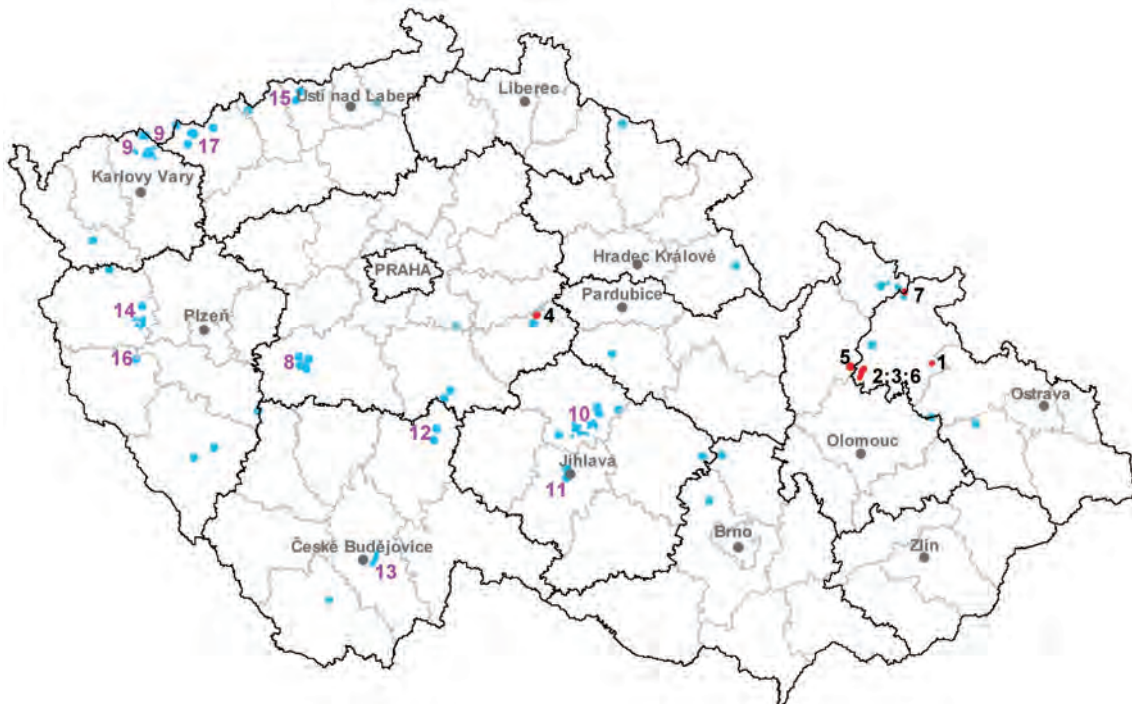 Liberec
15
Ústí nad Labem
9
9
17
Karlovy Vary
Hradec Králové
PRAHA
7
Pardubice
14
Plzeň
4
8
16
5
1
2;3;6
Ostrava
10
12
Olomouc
Jihlava
11
Brno
České Budějovice
Zlín
13